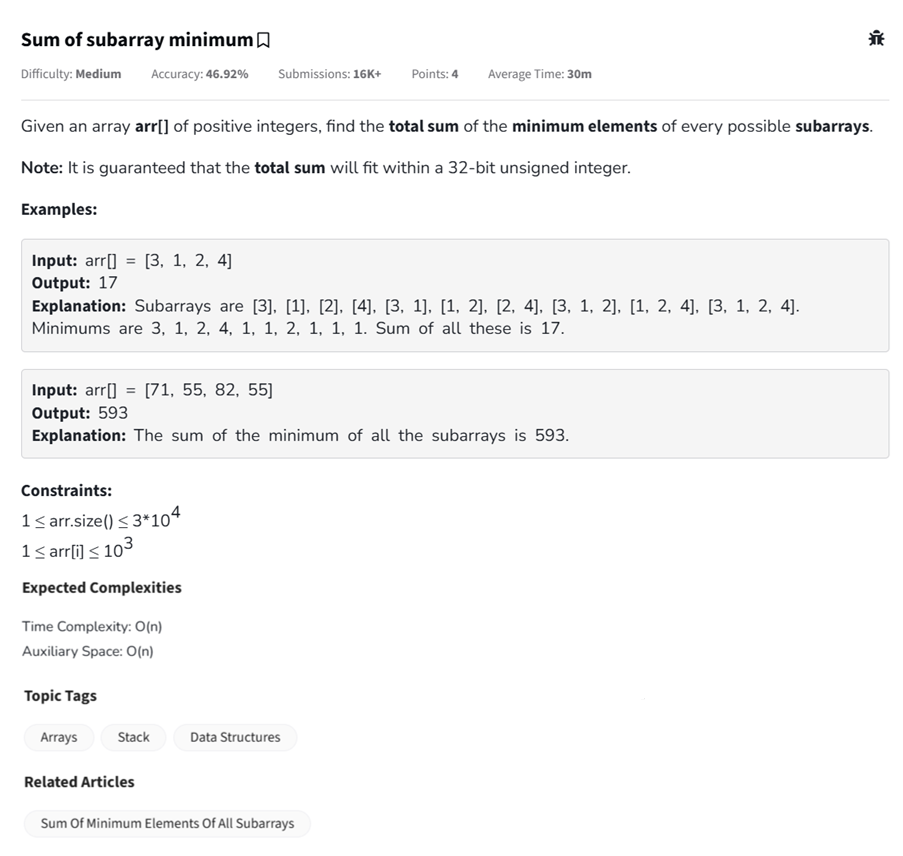 Sum of subarray minimum
Difficulty: Medium Accuracy: 46.92% Submissions: 16K+ Points: 4 Average Time: 30m
Given an array arr[] of positive integers, find the total sum of the minimum elements of every possible subarrays.
Note: It is guaranteed that the total sum will fit within a 32-bit unsigned integer.
Examples:
Input: arr[] = [3, 1, 2, 4]
Output: 17
Explanation: Subarrays are [3], [1], [2], [4], [3, 1], [1, 2], [2, 4], [3, 1, 2], [1, 2, 4], [3, 1, 2, 4].
Minimums are 3, 1, 2, 4, 1, 1, 2, 1, 1, 1. Sum of all these is 17.
Input: arr[] = [71, 55, 82, 55]
Output: 593
Explanation: The sum of the minimum of all the subarrays is 593.
Constraints:
1 ≤ arr.size() ≤ 3*10^4
1 ≤ arr[i] ≤ 10^3
Expected Complexities
Time Complexity: O(n)
Auxiliary Space: O(n)
Topic Tags
Arrays Stack Data Structures
Related Articles
Sum Of Minimum Elements Of All Subarrays